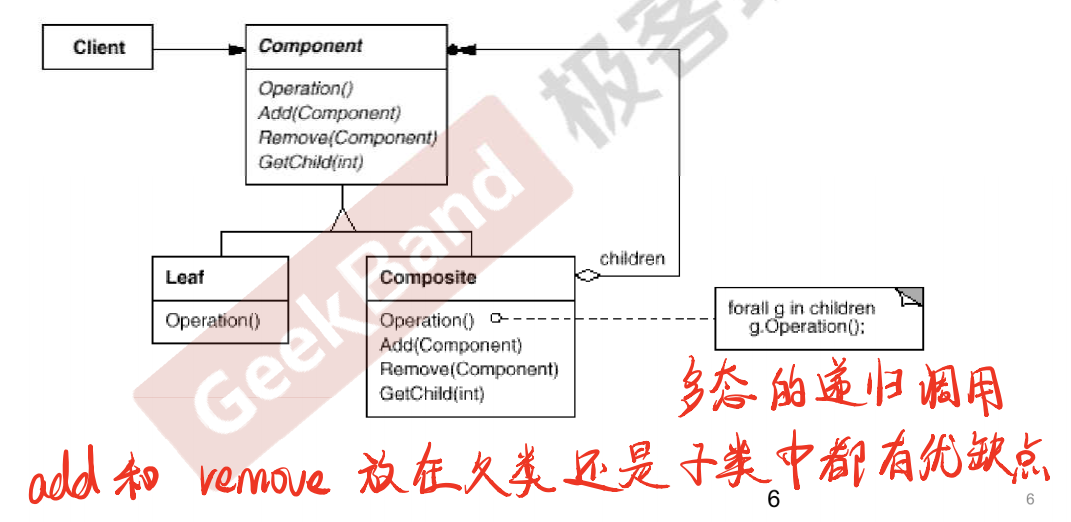 Client
Component
Operation()
Add(Component)
Remove(Component)
GetChild(int)
极客
GeekBand
children
Leaf
Operation()
Composite
Operation()
Add(Component)
Remove(Component)
GetChild(int)
forall g in children
g.Operation();
多态的递归调用
add 和 remove 放在父类还是子类中都有优缺点
6
6